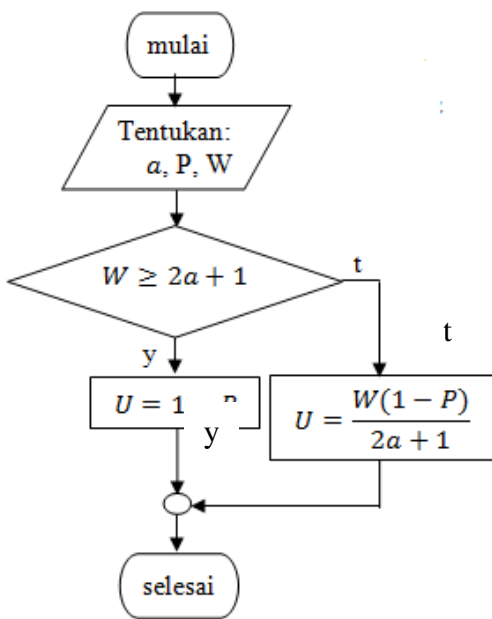 mulai
Tentukan:
a, P, W
W ≥ 2a + 1
t
t
y
U = 1
y
U = W(1 − P)
2a + 1
selesai